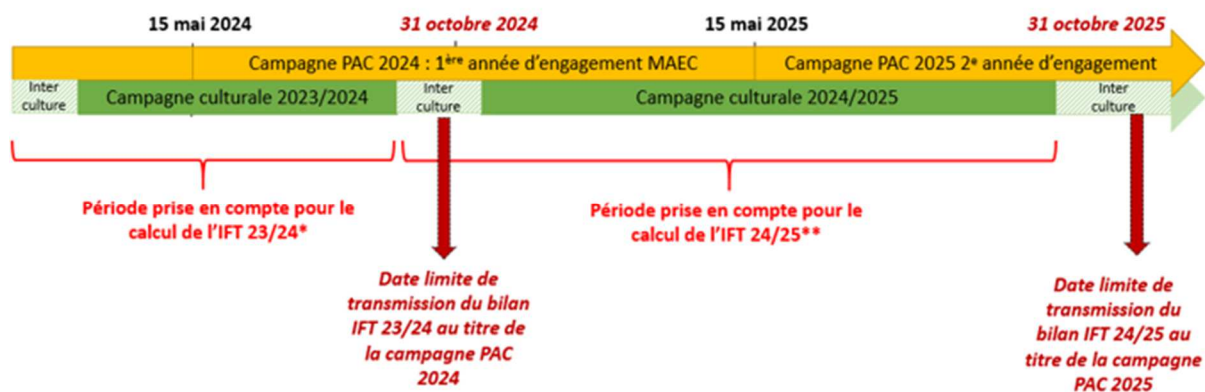 15 mai 2024
31 octobre 2024
15 mai 2025
31 octobre 2025
Campagne PAC 2024 : 1ère année d'engagement MAEC
Campagne PAC 2025 2e année d'engagement
Inter
culture
Campagne culturale 2023/2024
Inter
culture
Campagne culturale 2024/2025
Inter
culture
Période prise en compte pour le
calcul de l'IFT 23/24*
Période prise en compte pour le
calcul de l'IFT 24/25**
Date limite de
transmission du bilan
IFT 23/24 au titre de
la campagne PAC
2024
Date limite de
transmission du
bilan IFT 24/25 au
titre de la campagne
PAC 2025